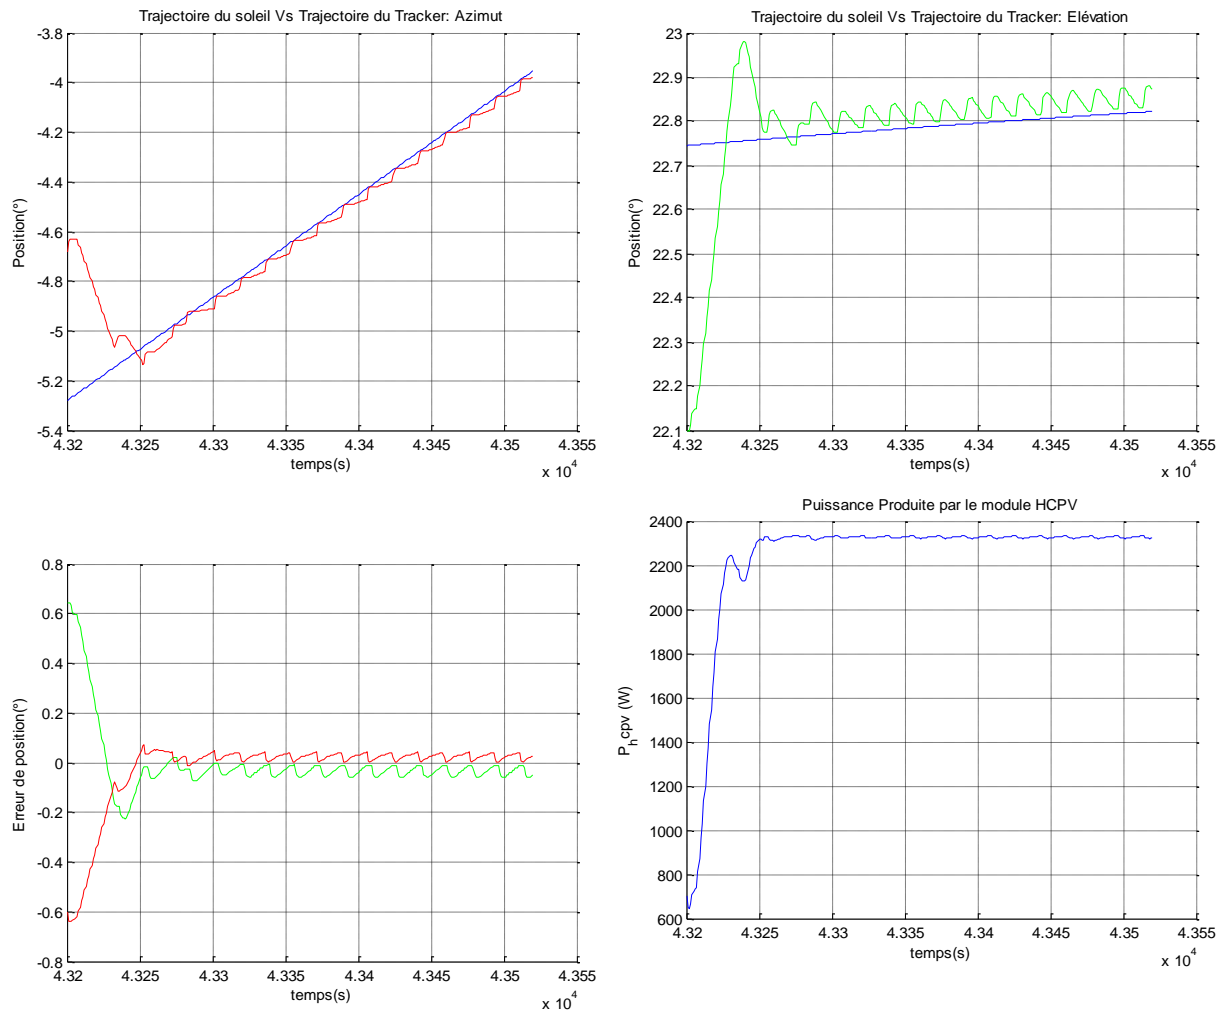 Trajectoire du soleil Vs Trajectoire du Tracker: Azimut
-3.8
-4
-4.2
-4.4
-4.6
-4.8
-5
-5.2
-5.4
Position(°)
4.32 4.325 4.33 4.335 4.34 4.345 4.35 4.355
temps(s)
x 10^4
Trajectoire du soleil Vs Trajectoire du Tracker: Elévation
23
22.9
22.8
22.7
22.6
22.5
22.4
22.3
22.2
22.1
Position(°)
4.32 4.325 4.33 4.335 4.34 4.345 4.35 4.355
temps(s)
x 10^4
0.8
0.6
0.4
0.2
0
-0.2
-0.4
-0.6
-0.8
Erreur de position(°)
4.32 4.325 4.33 4.335 4.34 4.345 4.35 4.355
temps(s)
x 10^4
Puissance Produite par le module HCPV
2400
2200
2000
1800
1600
1400
1200
1000
800
600
P_hcpv (W)
4.32 4.325 4.33 4.335 4.34 4.345 4.35 4.355
temps(s)
x 10^4